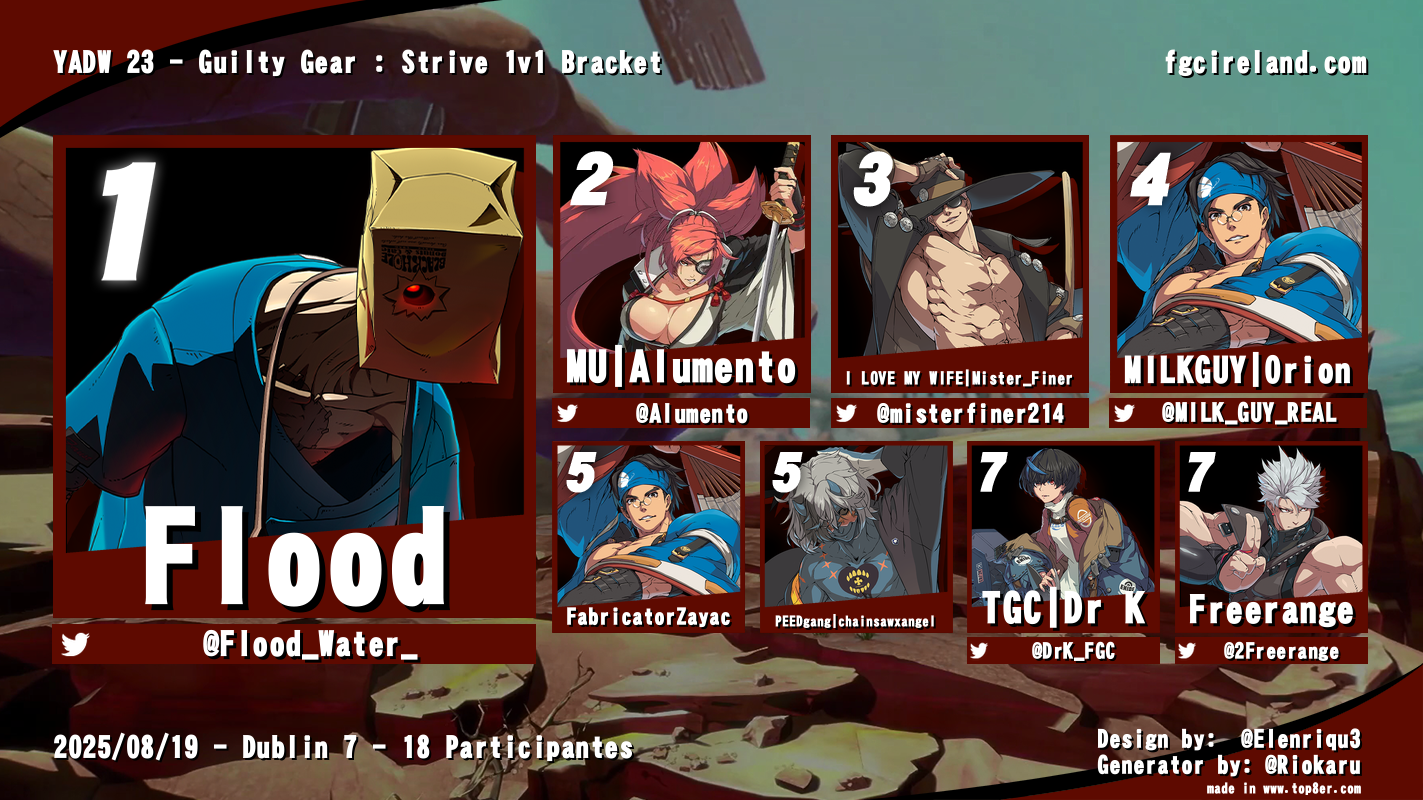 YADW 23 - Guilty Gear : Strive 1v1 Bracket
fgcireland.com
1
Flood
@Flood_Water_
2
MU|Alumento
@Alumento
3
I LOVE MY WIFE|Mister_Finer
@misterfiner214
4
MILKGUY|Orion
@MILK_GUY_REAL
5
FabricatorZayac
5
PEEDgang|chainsawxangel
7
TGC|Dr K
@DrK_FGC
7
Freerange
@2Freerange
2025/08/19 - Dublin 7 - 18 Participantes
Design by: @Elenriqu3
Generator by: @Riokaru
made in www.top8er.com